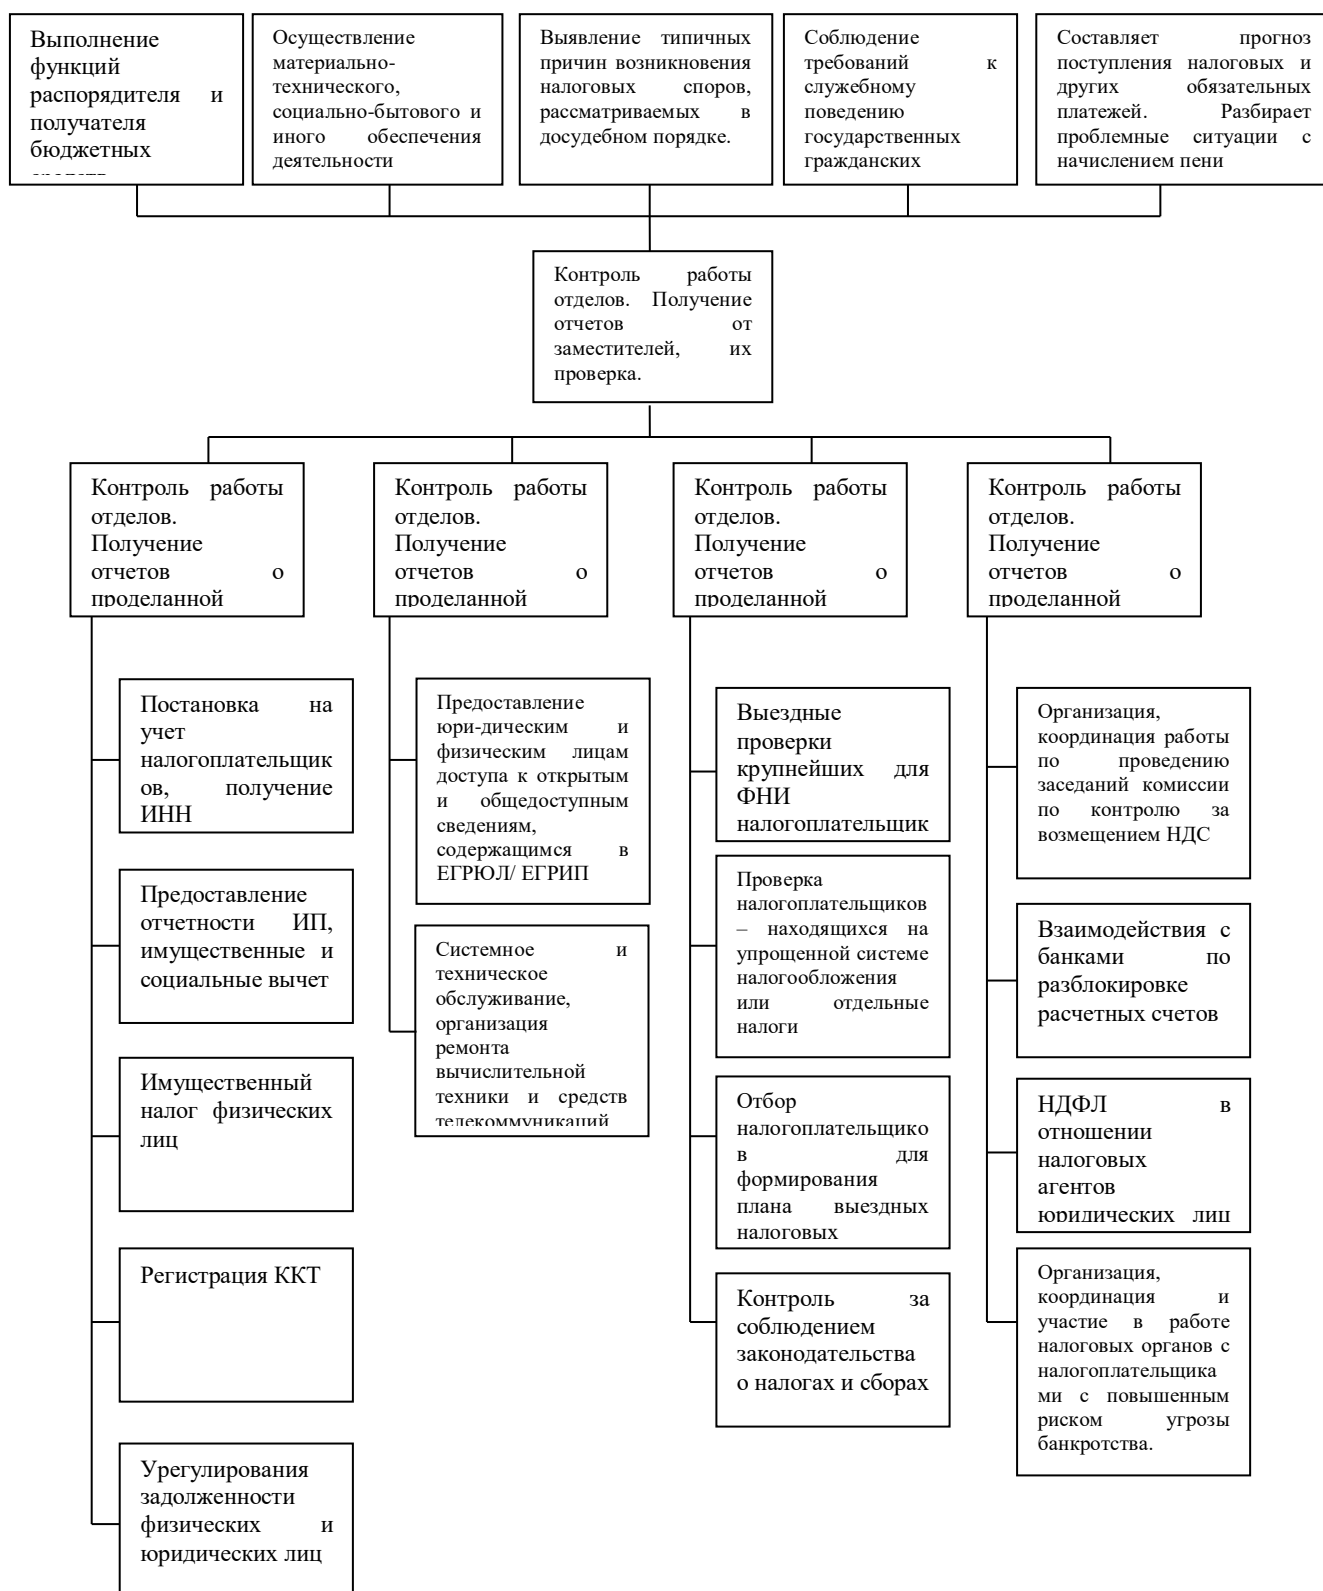 Выполнение
функций
распорядителя и
получателя
бюджетных
Осуществление
материально-
технического,
социально-бытового и
иного обеспечения
деятельности
Выявление типичных
причин возникновения
налоговых споров,
рассматриваемых в
досудебном порядке.
Соблюдение
требований к
служебному
поведению
государственных
гражданских
Составляет прогноз
поступления налоговых и
других обязательных
платежей. Разбирает
проблемные ситуации с
начислением пени
Контроль работы
отделов. Получение
отчетов от
заместителей, их
проверка.
Контроль работы
отделов.
Получение
отчетов о
проделанной
Контроль работы
отделов.
Получение
отчетов о
проделанной
Контроль работы
отделов.
Получение
отчетов о
проделанной
Контроль работы
отделов.
Получение
отчетов о
проделанной
Постановка на
учет
налогоплательщик
ов, получение
ИНН
Предоставление
отчетности ИП,
имущественные и
социальные вычет
Имущественный
налог физических
лиц
Регистрация ККТ
Урегулирования
задолженности
физических и
юридических лиц
Предоставление
юри-дическим и
физическим лицам
доступа к открытым
и общедоступным
сведениям,
содержащимся в
ЕГРЮЛ/ ЕГРИП
Системное и
техническое
обслуживание,
организация
ремонта
вычислительной
техники и средств
телекоммуникаций
Выездные
проверки
крупнейших для
ФНИ
налогоплательщик
Проверка
налогоплательщиков
– находящихся на
упрощенной системе
налогообложения
или отдельные
налоги
Отбор
налогоплательщико
в для
формирования
плана выездных
налоговых
Контроль за
соблюдением
законодательства
о налогах и сборах
Организация,
координация работы
по проведению
заседаний комиссии
по контролю за
возмещением НДС
Взаимодействия с
банками по
разблокировке
расчетных счетов
НДФЛ в
отношении
налоговых
агентов
юридических лиц
Организация,
координация и
участие в работе
налоговых органов с
налогоплательщика
ми с повышенным
риском угрозы
банкротства.